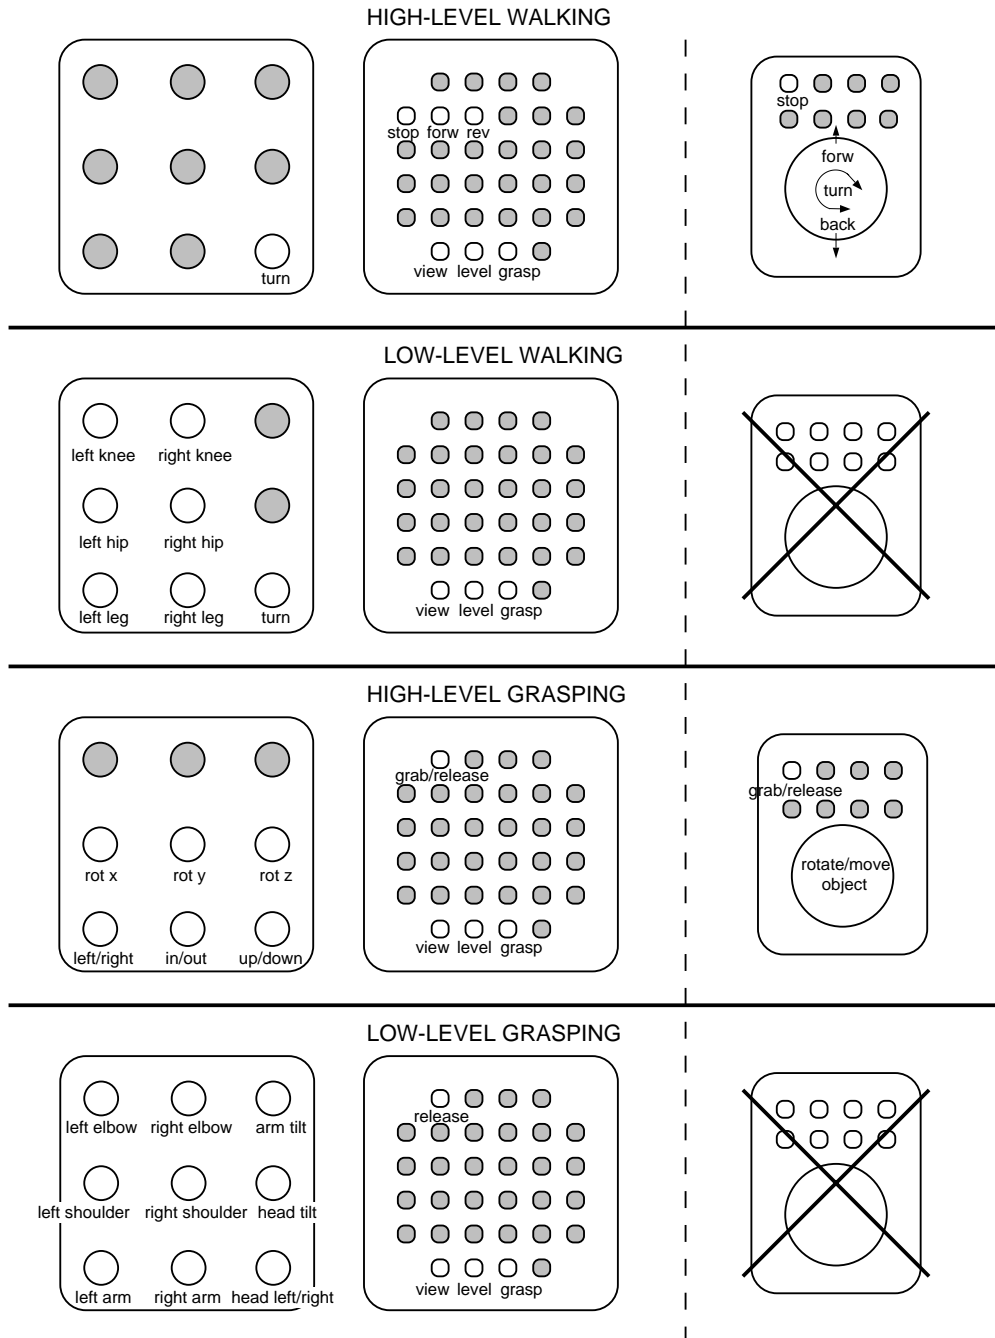 HIGH-LEVEL WALKING
stop
stop forw rev
forw
turn
back
view level grasp
turn
LOW-LEVEL WALKING
left knee right knee
left hip right hip
left leg right leg turn
view level grasp
HIGH-LEVEL GRASPING
grab/release
grab/release
rot x rot y rot z
rotate/move
object
left/right in/out up/down
view level grasp
LOW-LEVEL GRASPING
release
left elbow right elbow arm tilt
left shoulder right shoulder head tilt
left arm right arm head left/right
view level grasp